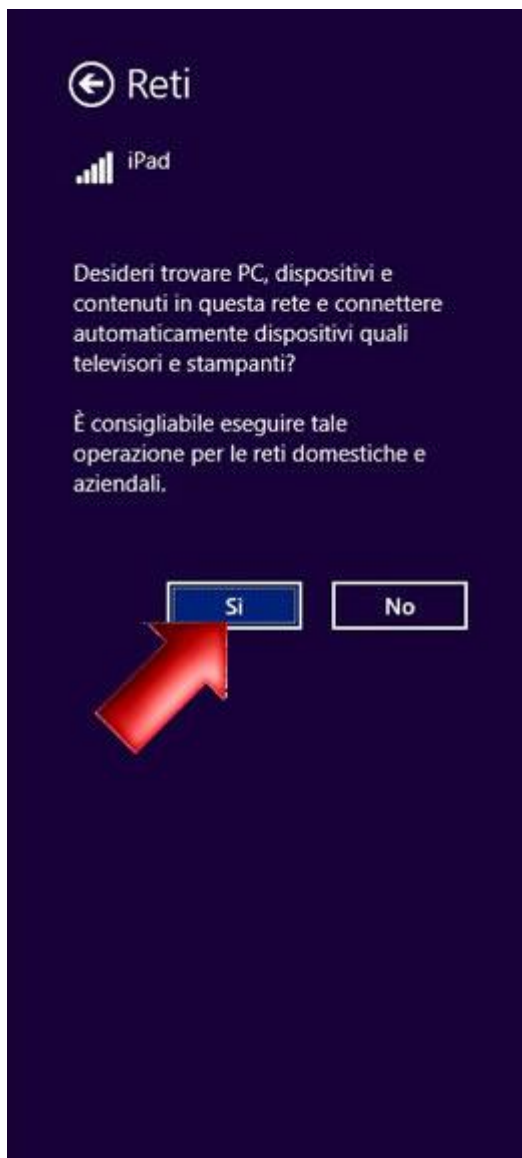 Reti
iPad
Desideri trovare PC, dispositivi e
contenuti in questa rete e connettere
automaticamente dispositivi quali
televisori e stampanti?
È consigliabile eseguire tale
operazione per le reti domestiche e
aziendali.
Sì
No